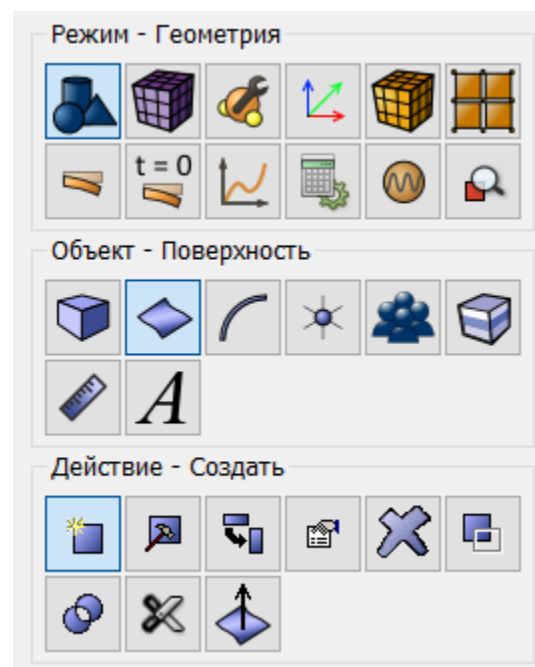 Режим - Геометрия
t = 0
Объект - Поверхность
A
Действие - Создать